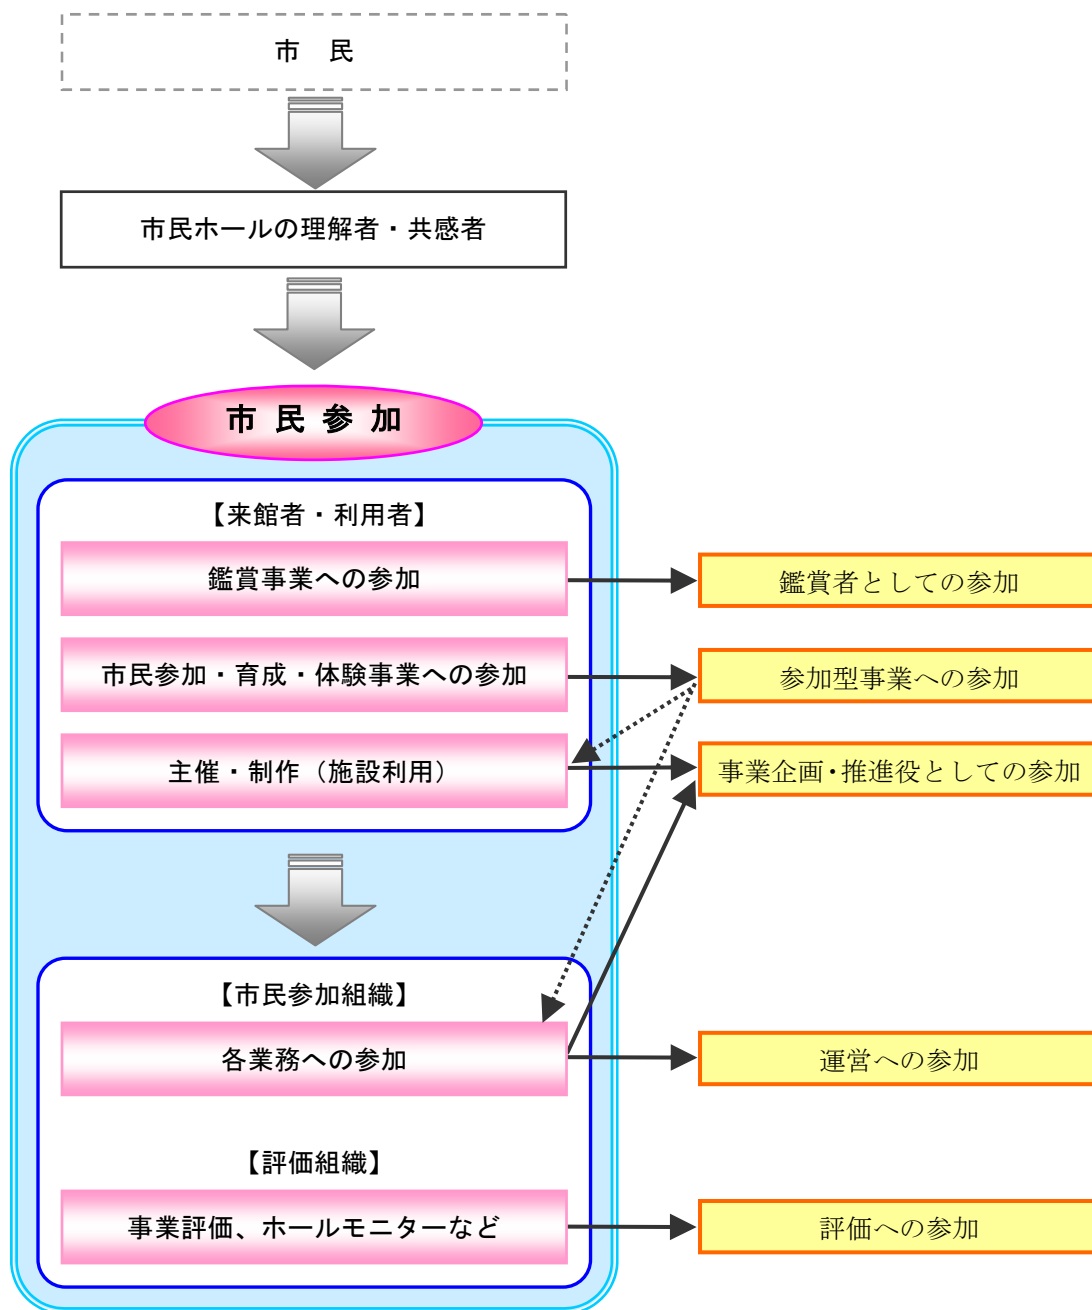 市　民
市民ホールの理解者・共感者
市 民 参 加
【来館者・利用者】
鑑賞事業への参加
鑑賞者としての参加
市民参加・育成・体験事業への参加
参加型事業への参加
主催・制作（施設利用）
事業企画・推進役としての参加
【市民参加組織】
各業務への参加
運営への参加
【評価組織】
事業評価、ホールモニターなど
評価への参加